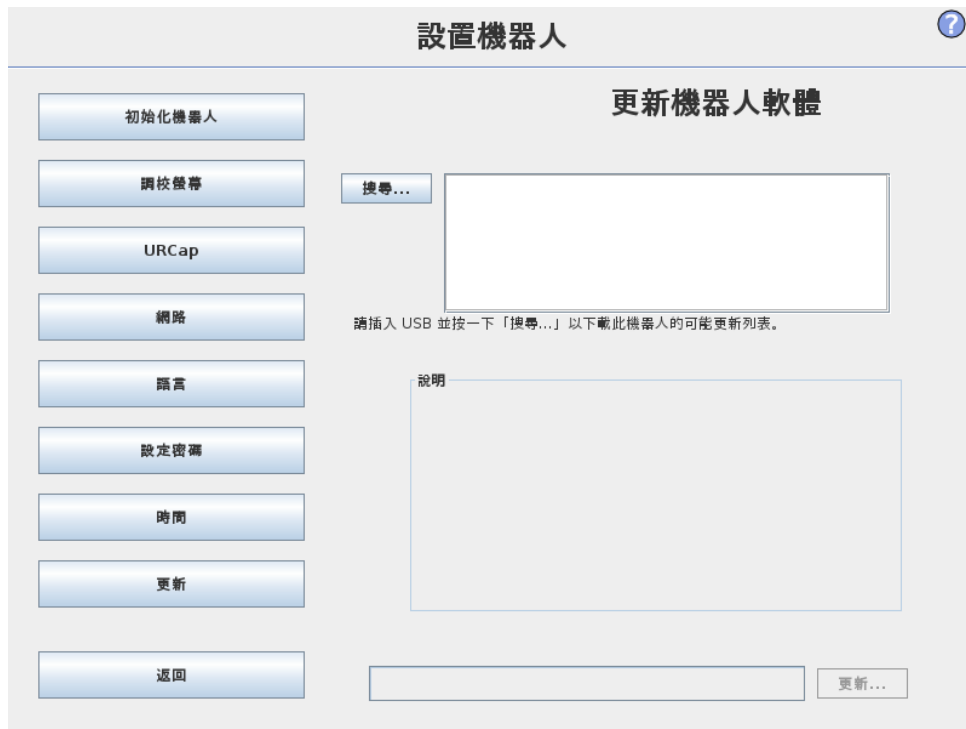 設置機器人
?
更新機器人軟體
初始化機器人
調校螢幕
URCap
網路
語言
設定密碼
時間
更新
返回
搜尋...
請插入 USB 並按一下「搜尋...」以下載此機器人的可能更新列表。
說明
更新...